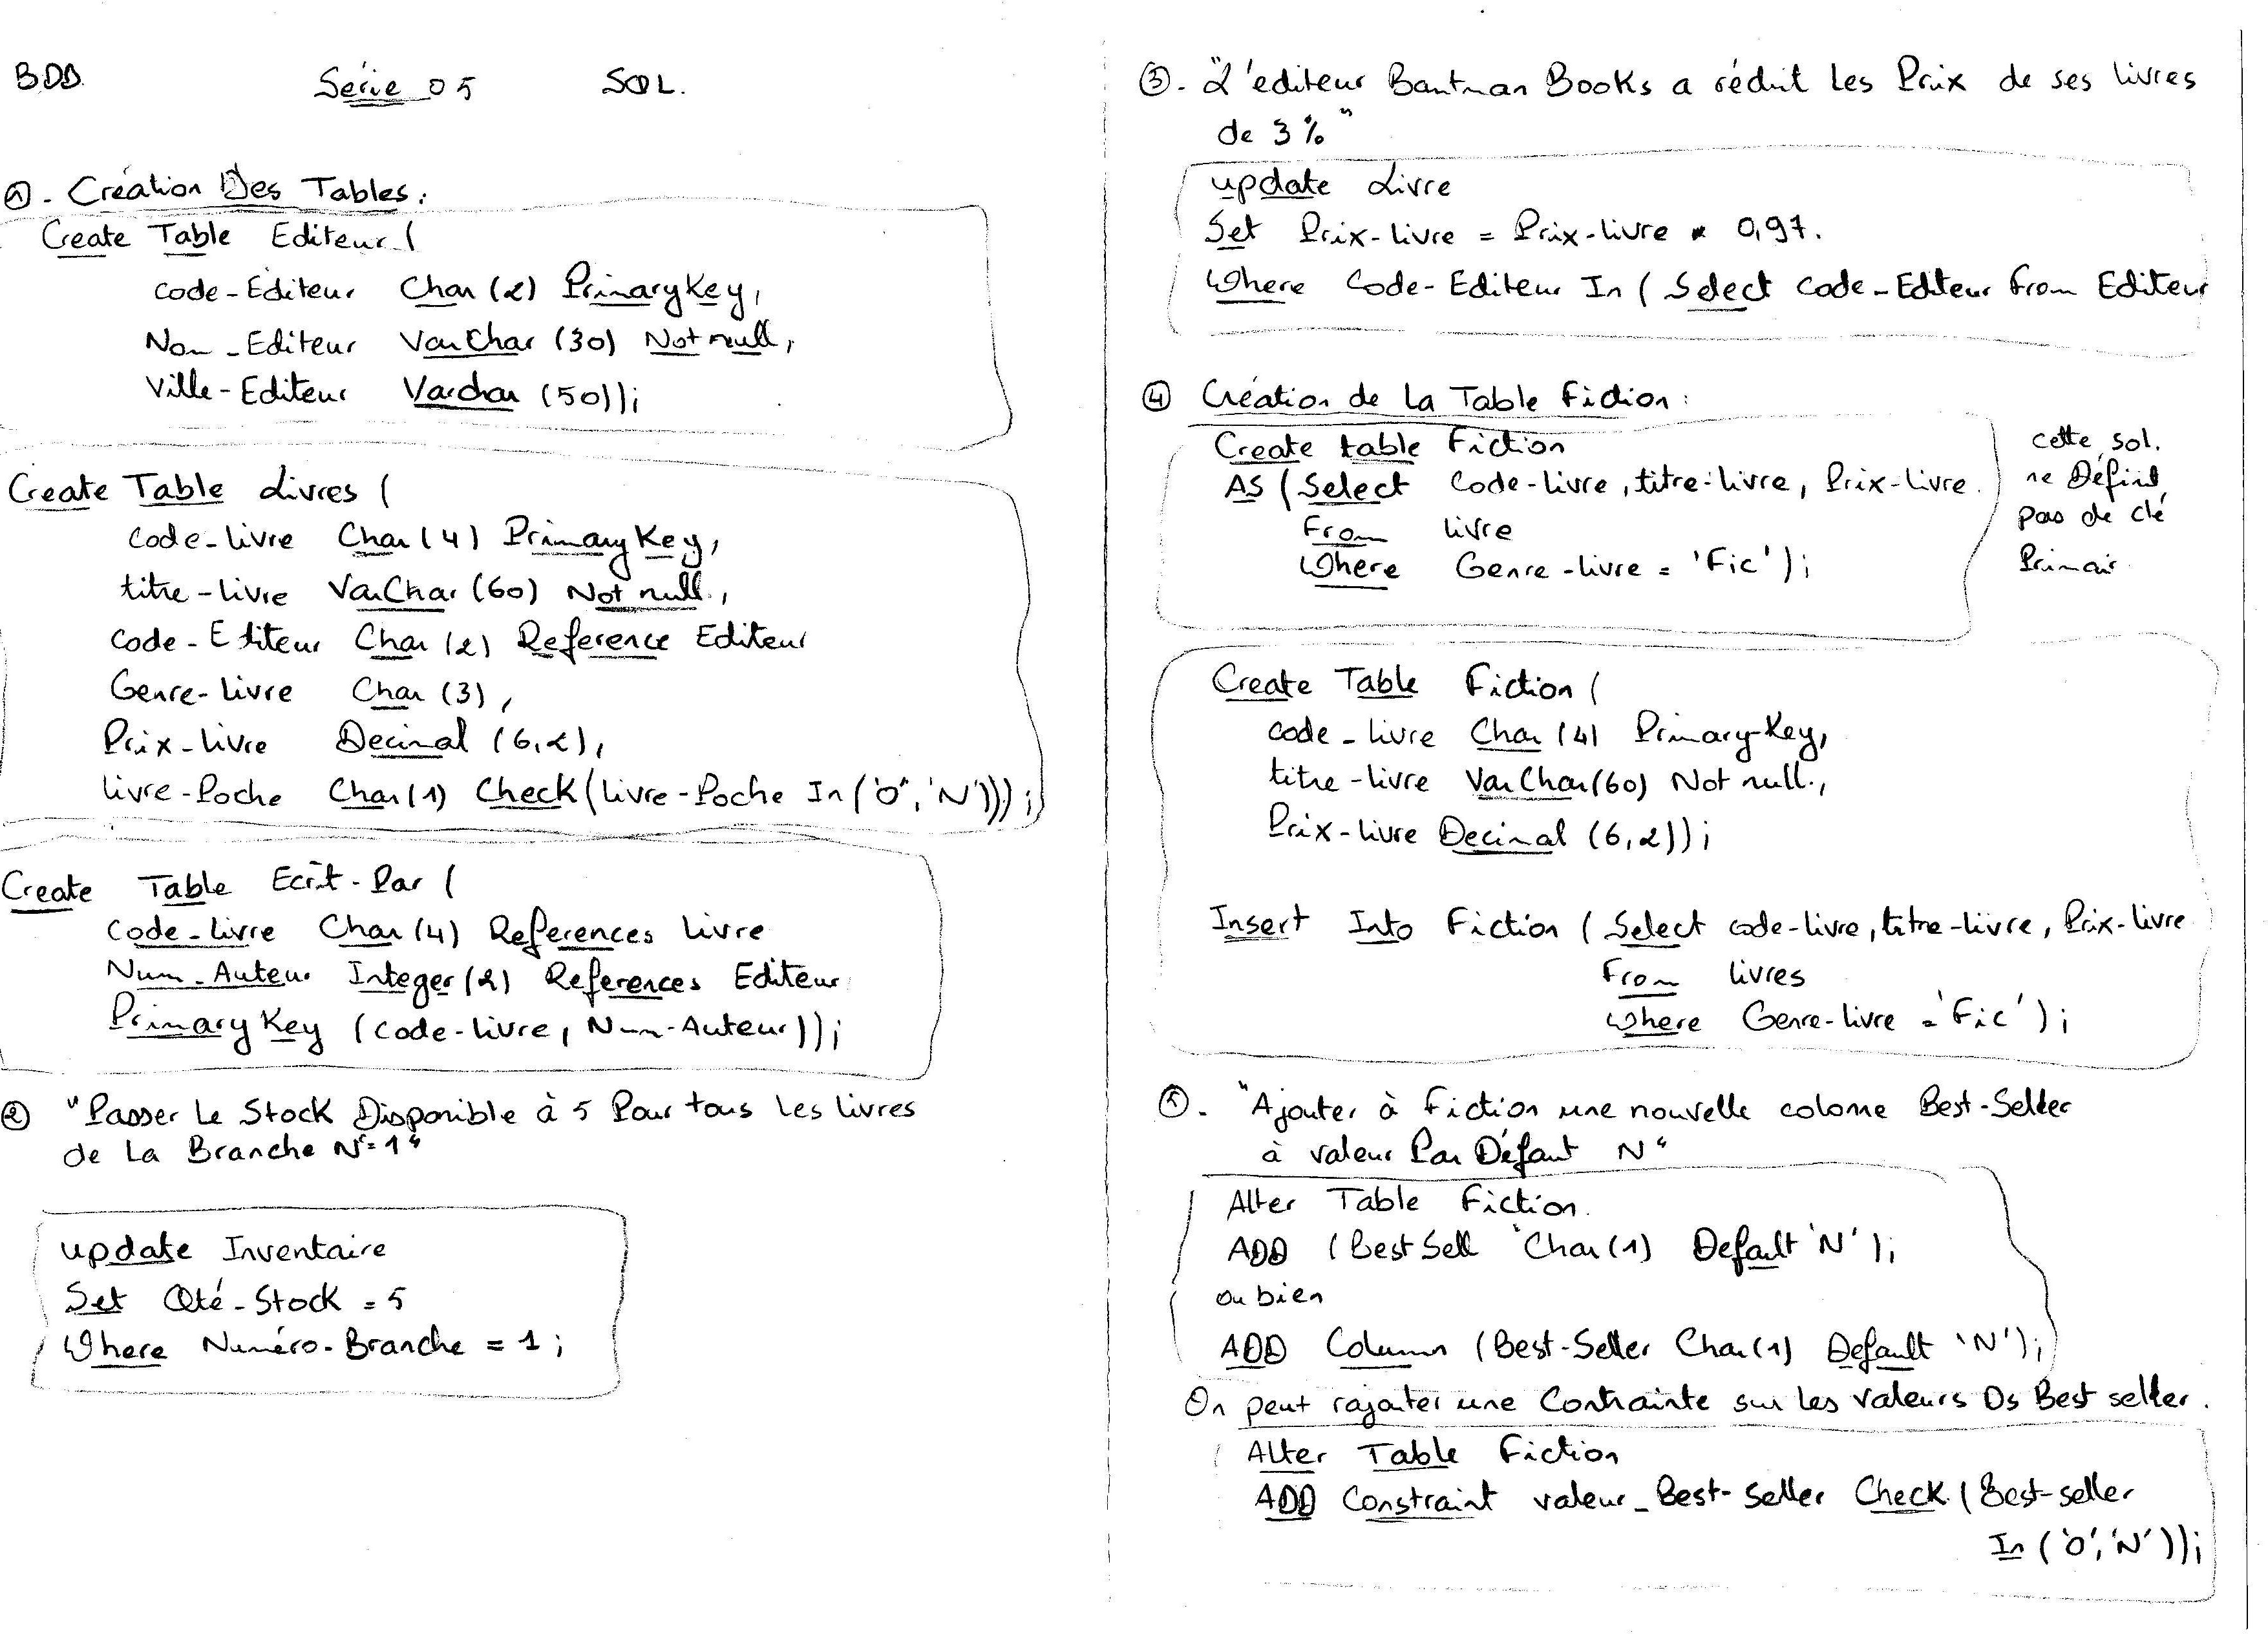 BDD. Série 05 SQL.
① - Création Des Tables :
Create Table Editeur (
code-Editeur Char (2) Primary Key,
Nom-Editeur VarChar (30) Not null,
Ville-Editeur Varchar (50));
Create Table Livres (
code-livre Char (4) Primary Key,
titre-livre VarChar (60) Not null,
code-Editeur Char (2) Reference Editeur
Genre-livre Char (3),
Prix-livre Decimal (6,2),
livre-Poche Char (1) Check (livre-Poche In ('O','N')));
Create Table Ecrit-Par (
code-livre Char (4) References livre
Num-Auteur Integer (2) References Editeur
Primary Key (code-livre, Num-Auteur));
② "Passer Le Stock Disponible à 5 Pour tous Les livres
de La Branche N°=1"
update Inventaire
Set Qté-Stock = 5
Where Numéro-Branche = 1;
③ - "L'editeur Bantman Books a réduit Les Prix de ses livres
de 3%"
update Livre
Set Prix-livre = Prix-livre * 0,97.
Where Code-Editeur In ( Select code-Editeur From Editeur
④ Création de La Table Fiction :
Create table Fiction
AS ( Select Code-livre, titre-livre, Prix-livre.
From livre
Where Genre-livre = 'Fic');
cette sol.
ne Définit
pas de clé
Primair
Create Table Fiction (
code-livre Char (4) Primary-Key,
titre-livre VarChar (60) Not null,
Prix-livre Decimal (6,2));
Insert Into Fiction ( Select code-livre, titre-livre, Prix-livre
From livres
Where Genre-livre = 'Fic');
⑤ - "Ajouter à Fiction une nouvelle colone Best-Seller
à valeur Par Défaut N"
Alter Table Fiction
ADD (BestSell Char(1) Default 'N');
ou bien
ADD Column (Best-Seller Char(1) Default 'N');
On peut rajouter une Contrainte sur Les valeurs Ds Best seller.
Alter Table Fiction
ADD Constraint valeur_Best-Seller Check (Best-seller
In ('O','N'));